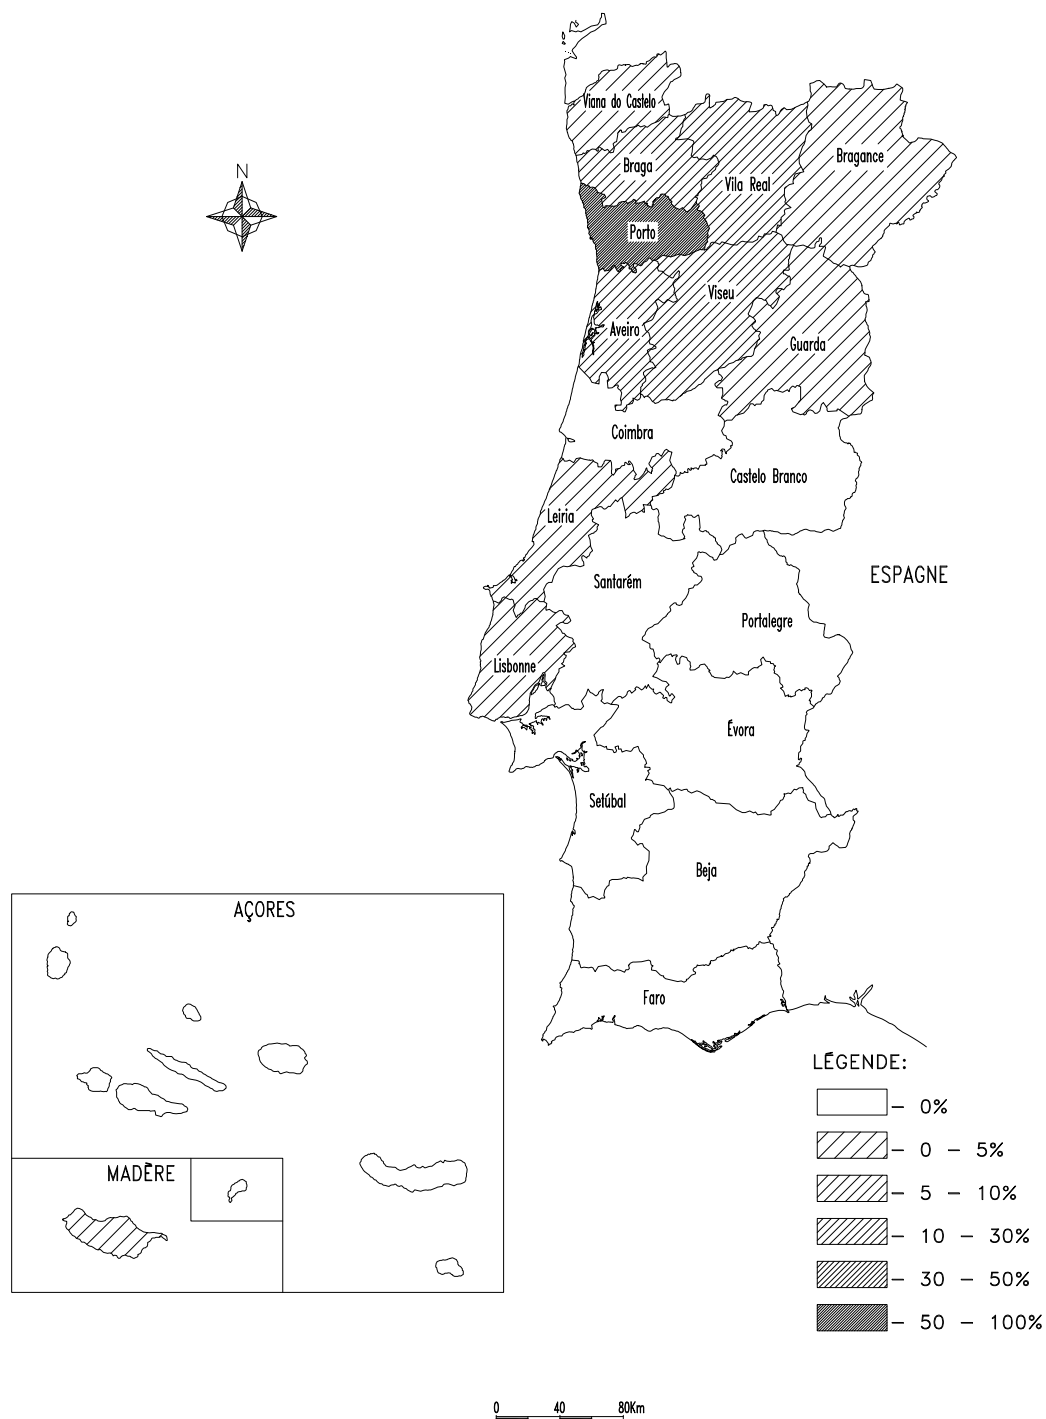 Viana do Castelo
Bragance
Braga
Vila Real
N
Porto
Viseu
Aveiro
Guarda
Coimbra
Castelo Branco
Leiria
ESPAGNE
Santarém
Portalegre
Lisbonne
Évora
Setúbal
Beja
AÇORES
Faro
LÉGENDE:
– 0%
– 0 – 5%
MADÈRE
– 5 – 10%
– 10 – 30%
– 30 – 50%
– 50 – 100%
0 40 80Km